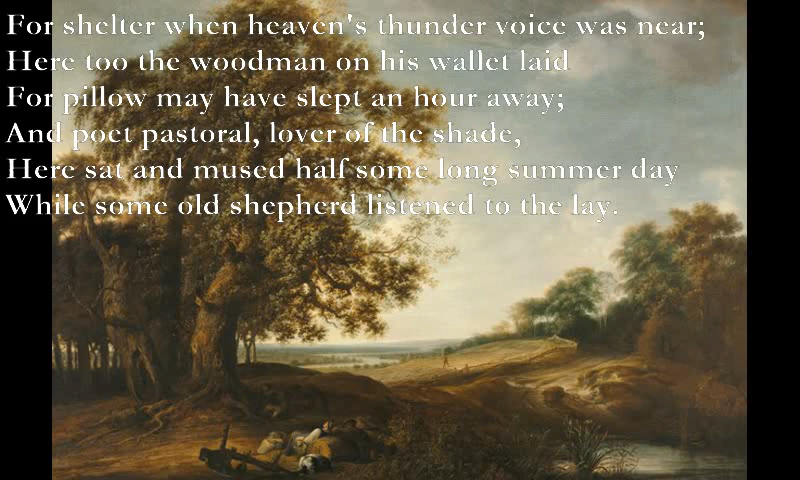 For shelter when heaven's thunder voice was near;
Here too the woodman on his wallet laid
For pillow may have slept an hour away;
And poet pastoral, lover of the shade,
Here sat and mused half some long summer day
While some old shepherd listened to the lay.